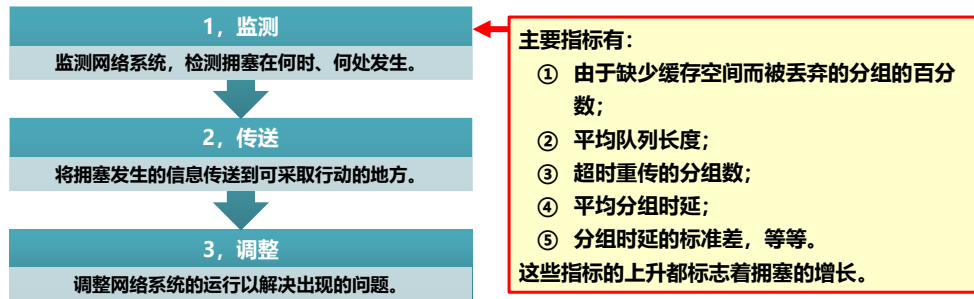 1，监测
监测网络系统，检测拥塞在何时、何处发生。
2，传送
将拥塞发生的信息传送到可采取行动的地方。
3，调整
调整网络系统的运行以解决出现的问题。
主要指标有：
① 由于缺少缓存空间而被丢弃的分组的百分
数；
② 平均队列长度；
③ 超时重传的分组数；
④ 平均分组时延；
⑤ 分组时延的标准差，等等。
这些指标的上升都标志着拥塞的增长。